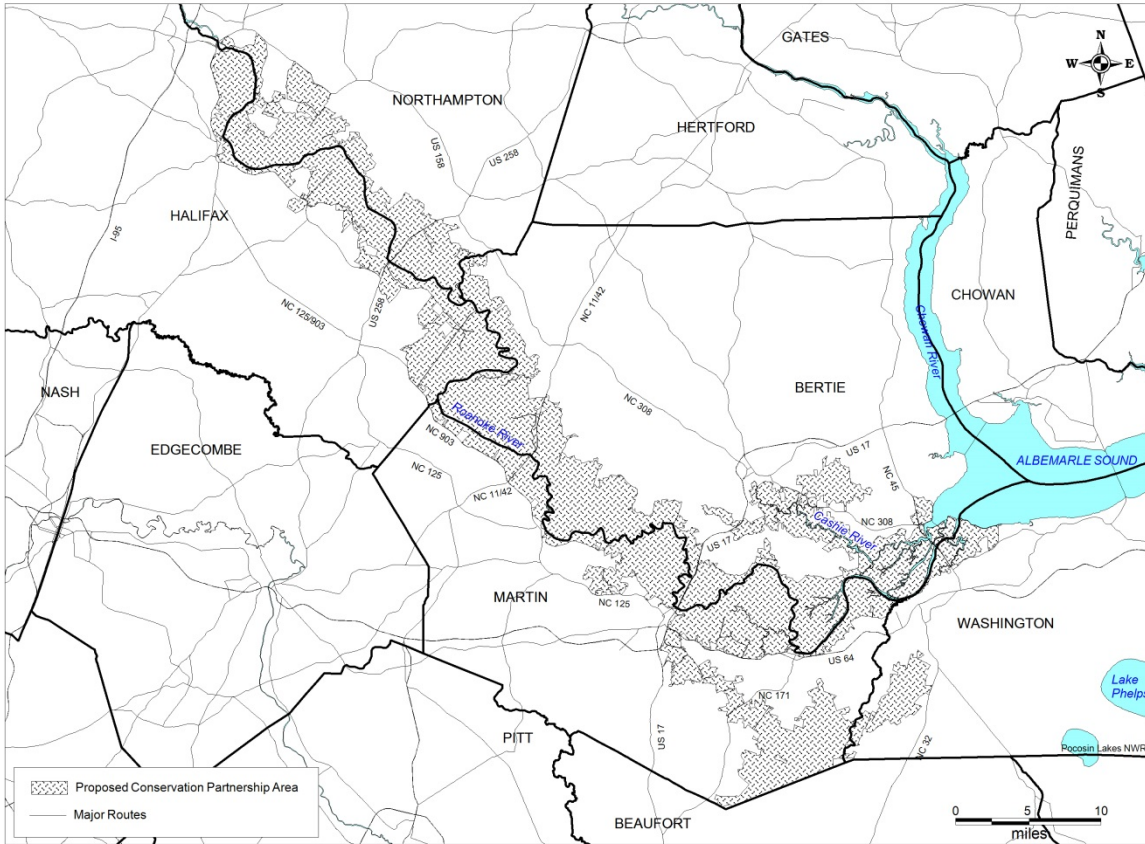 GATES
N
W E
S
NORTHAMPTON
HERTFORD
US 158
US 258
PERQUIMANS
HALIFAX
I-95
CHOWAN
NC 11/42
US 258
NC 125/903
Chowan River
NASH
BERTIE
NC 308
Roanoke River
EDGECOMBE
NC 903
US 17
ALBEMARLE SOUND
NC 125
NC 45
NC 11/42
Cashie River
NC 308
US 17
MARTIN
NC 125
WASHINGTON
US 64
Lake
Phelps
NC 171
US 17
PITT
NC 32
Pocosin Lakes NWR
Proposed Conservation Partnership Area
Major Routes
BEAUFORT
0 5 10
miles